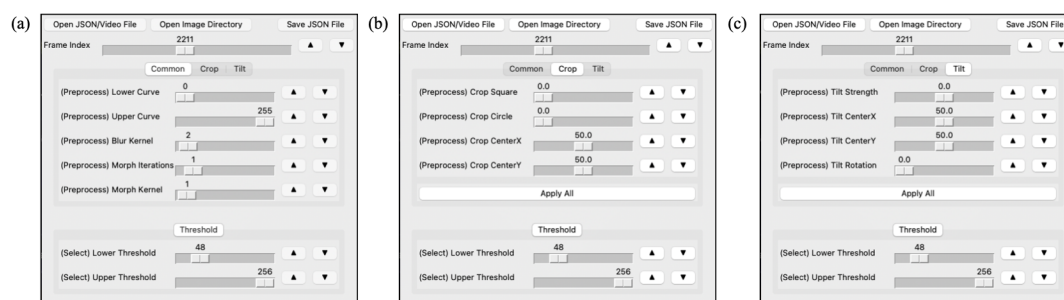 (a)
Open JSON/Video File Open Image Directory Save JSON File
2211
Frame Index ▲ ▼
Common Crop Tilt
0
(Preprocess) Lower Curve ▲ ▼
255
(Preprocess) Upper Curve ▲ ▼
2
(Preprocess) Blur Kernel ▲ ▼
1
(Preprocess) Morph Iterations ▲ ▼
1
(Preprocess) Morph Kernel ▲ ▼
Threshold
48
(Select) Lower Threshold ▲ ▼
256
(Select) Upper Threshold ▲ ▼
(b)
Open JSON/Video File Open Image Directory Save JSON File
2211
Frame Index ▲ ▼
Common Crop Tilt
0.0
(Preprocess) Crop Square ▲ ▼
0.0
(Preprocess) Crop Circle ▲ ▼
50.0
(Preprocess) Crop CenterX ▲ ▼
50.0
(Preprocess) Crop CenterY ▲ ▼
Apply All
Threshold
48
(Select) Lower Threshold ▲ ▼
256
(Select) Upper Threshold ▲ ▼
(c)
Open JSON/Video File Open Image Directory Save JSON File
2211
Frame Index ▲ ▼
Common Crop Tilt
0.0
(Preprocess) Tilt Strength ▲ ▼
50.0
(Preprocess) Tilt CenterX ▲ ▼
50.0
(Preprocess) Tilt CenterY ▲ ▼
0.0
(Preprocess) Tilt Rotation ▲ ▼
Apply All
Threshold
48
(Select) Lower Threshold ▲ ▼
256
(Select) Upper Threshold ▲ ▼